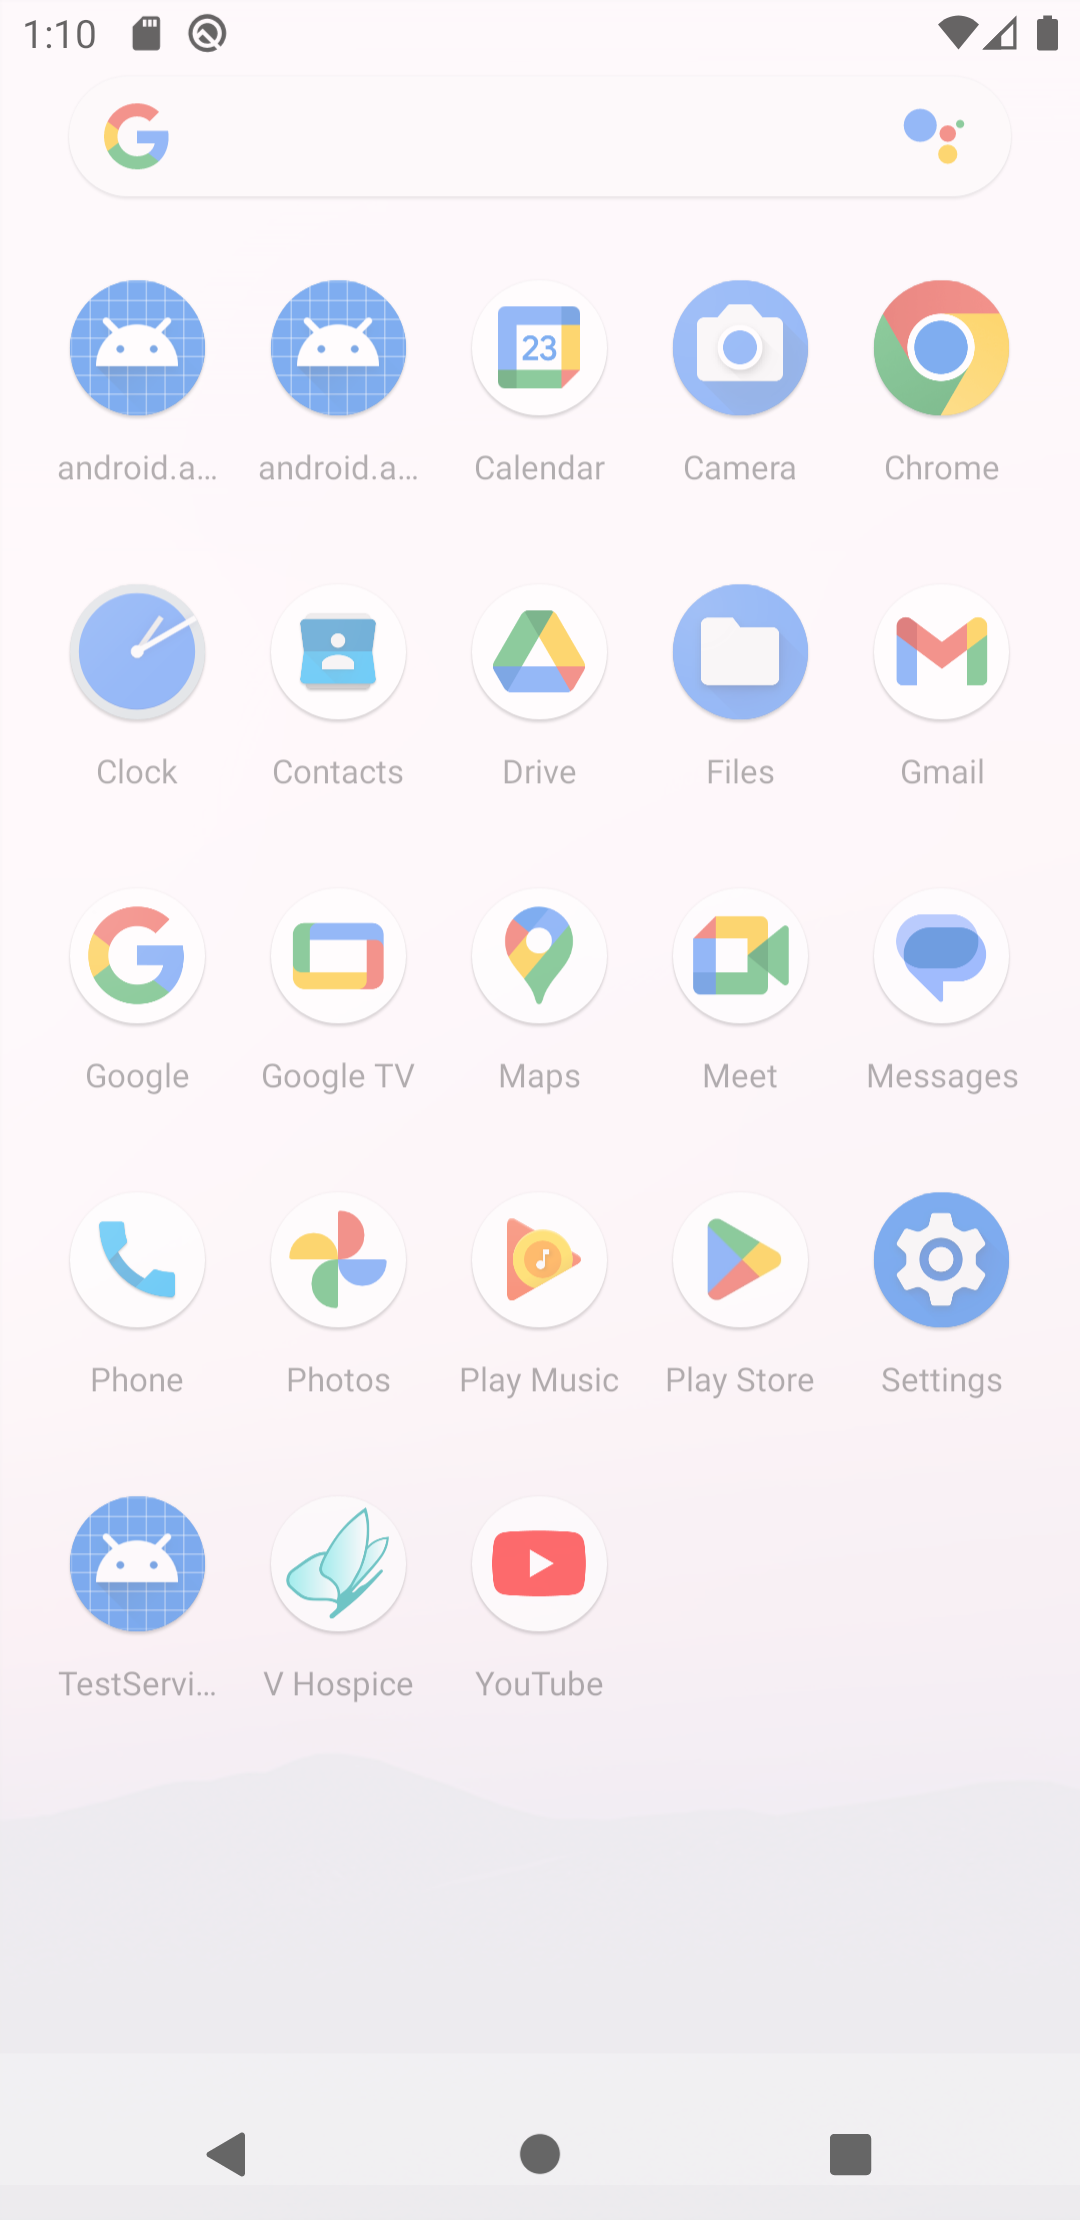 1:10
android.a... android.a... Calendar Camera Chrome
23
Clock Contacts Drive Files Gmail
Google Google TV Maps Meet Messages
Phone Photos Play Music Play Store Settings
TestServi... V Hospice YouTube